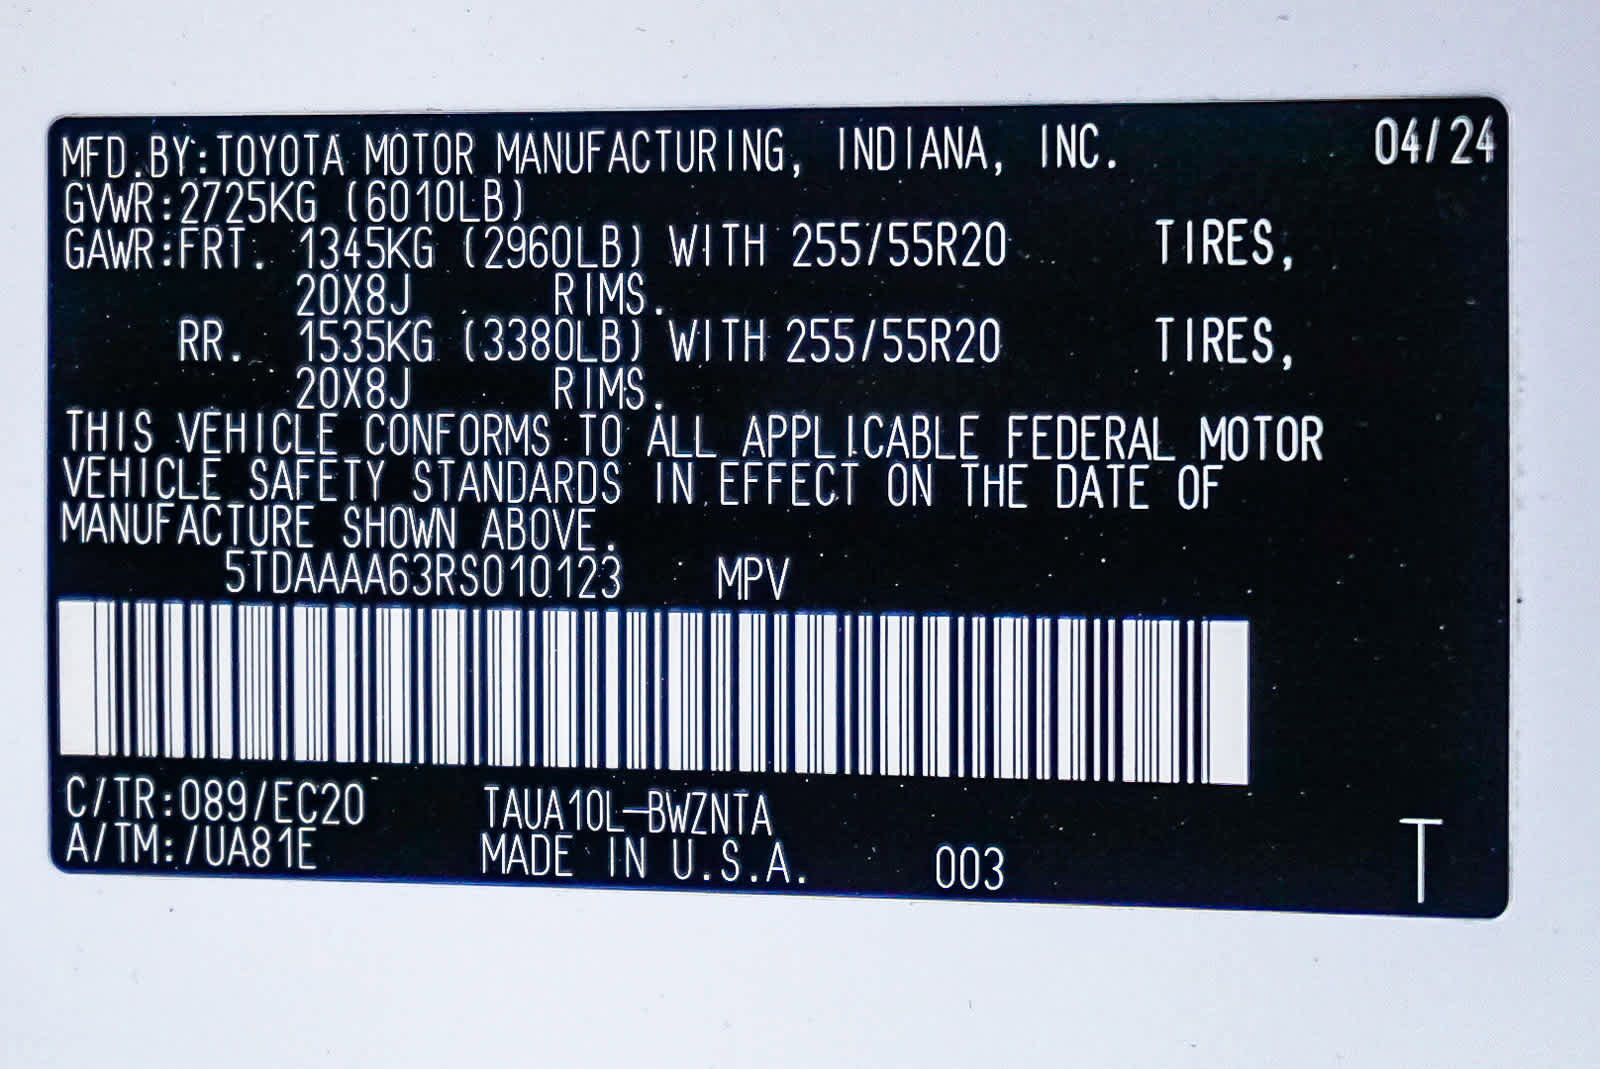 MFD.BY:TOYOTA MOTOR MANUFACTURING, INDIANA, INC. 04/24
GVWR:2725KG (6010LB)
GAWR:FRT. 1345KG (2960LB) WITH 255/55R20 TIRES,
20X8J RIMS.
RR. 1535KG (3380LB) WITH 255/55R20 TIRES,
20X8J RIMS.
THIS VEHICLE CONFORMS TO ALL APPLICABLE FEDERAL MOTOR
VEHICLE SAFETY STANDARDS IN EFFECT ON THE DATE OF
MANUFACTURE SHOWN ABOVE.
5TDAAAA63RS010123 MPV
C/TR:089/EC20 TAUA10L-BWZNTA
A/TM:/UA81E MADE IN U.S.A. 003 T